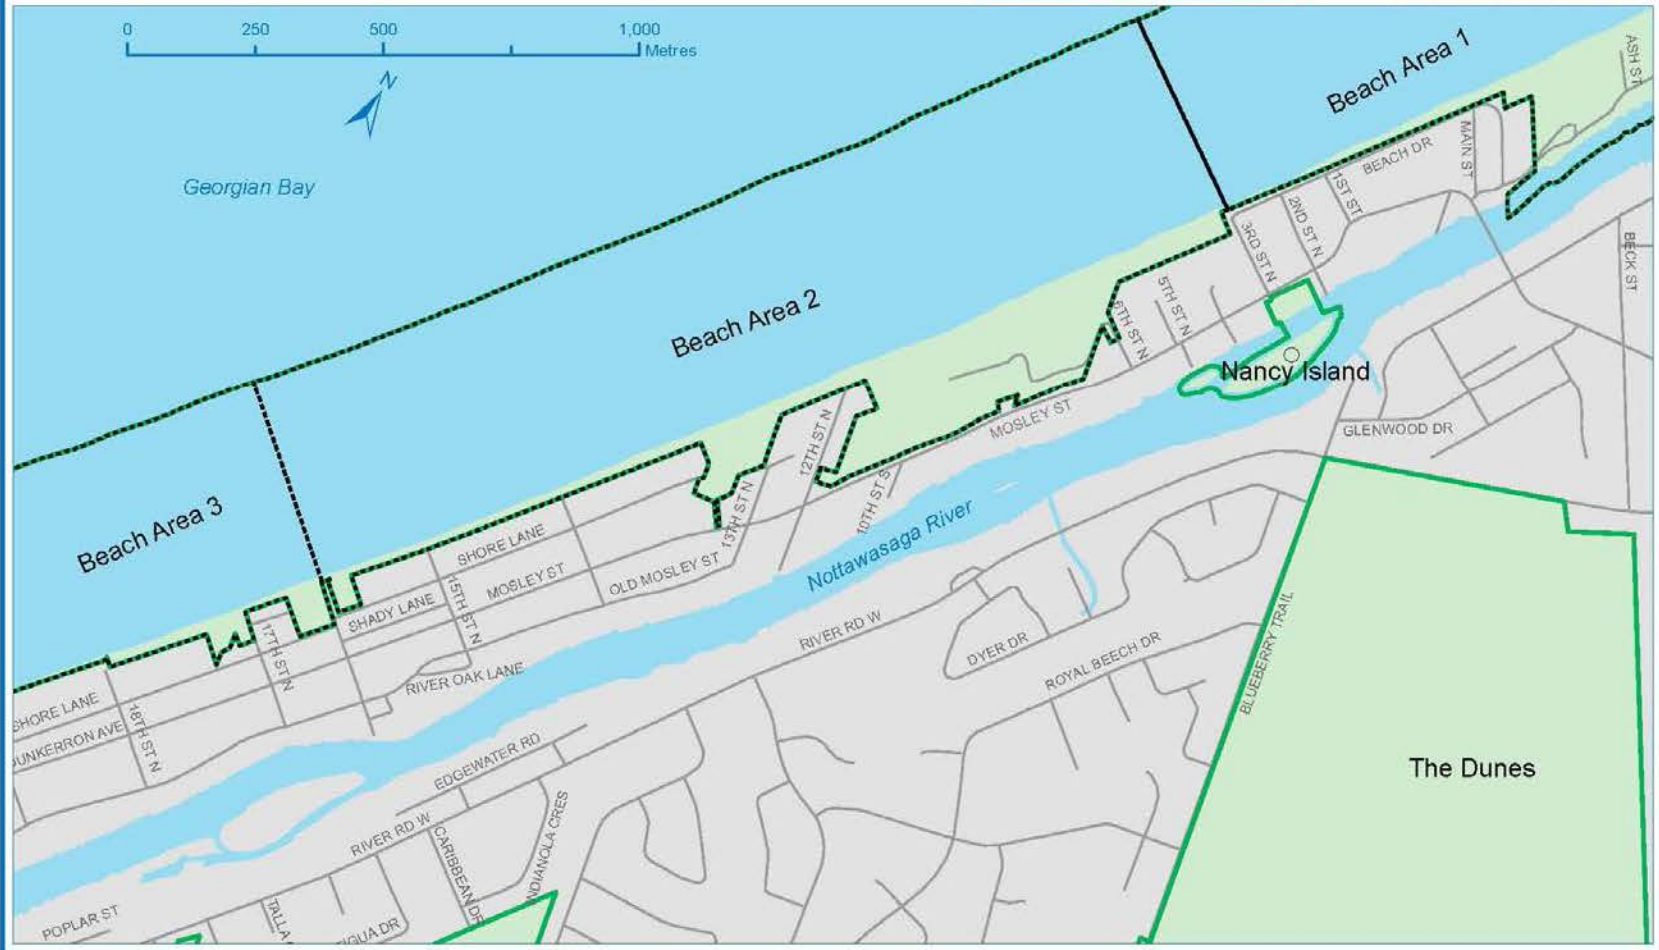 0 250 500 1,000
Metres
N
Georgian Bay
Beach Area 1
Beach Area 2
Beach Area 3
ASH ST
MAIN ST
BEACH DR
1ST ST
2ND ST N
3RD ST N
BECK ST
5TH ST N
6TH ST N
Nancy Island
MOSLEY ST
GLENWOOD DR
12TH ST N
13TH ST N
10TH ST S
Nottawasaga River
SHORE LANE
MOSLEY ST
OLD MOSLEY ST
SHADY LANE
15TH ST N
17TH ST N
RIVER OAK LANE
RIVER RD W
DYER DR
ROYAL BEECH DR
BLUEBERRY TRAIL
SHORE LANE
DUNKERRON AVE
18TH ST N
EDGEWATER RD
The Dunes
RIVER RD W
CARIBBEAN DR
INDIANOLA CRES
POPLAR ST
TALLA
TIGUA DR